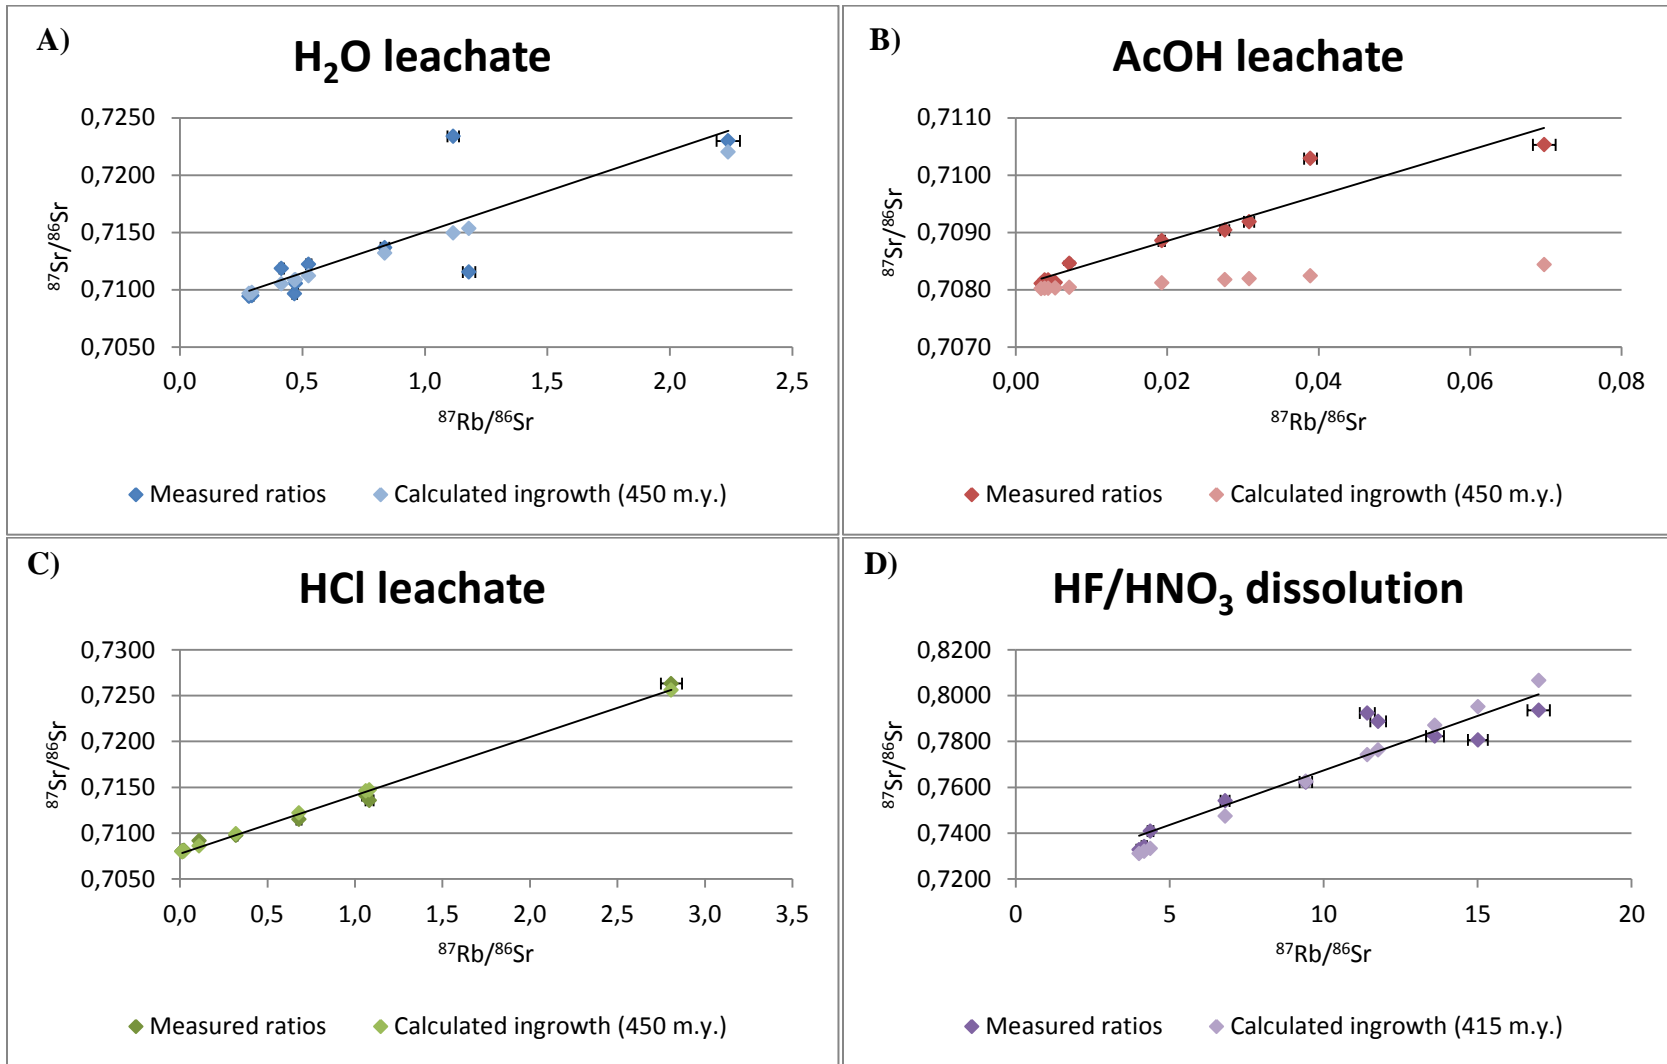 A)
H₂O leachate
⁸⁷Sr/⁸⁶Sr
0,7250
0,7200
0,7150
0,7100
0,7050
0,0 0,5 1,0 1,5 2,0 2,5
⁸⁷Rb/⁸⁶Sr
Measured ratios Calculated ingrowth (450 m.y.)
B)
AcOH leachate
⁸⁷Sr/⁸⁶Sr
0,7110
0,7100
0,7090
0,7080
0,7070
0,00 0,02 0,04 0,06 0,08
⁸⁷Rb/⁸⁶Sr
Measured ratios Calculated ingrowth (450 m.y.)
C)
HCl leachate
⁸⁷Sr/⁸⁶Sr
0,7300
0,7250
0,7200
0,7150
0,7100
0,7050
0,0 0,5 1,0 1,5 2,0 2,5 3,0 3,5
⁸⁷Rb/⁸⁶Sr
Measured ratios Calculated ingrowth (450 m.y.)
D)
HF/HNO₃ dissolution
⁸⁷Sr/⁸⁶Sr
0,8200
0,8000
0,7800
0,7600
0,7400
0,7200
0 5 10 15 20
⁸⁷Rb/⁸⁶Sr
Measured ratios Calculated ingrowth (415 m.y.)